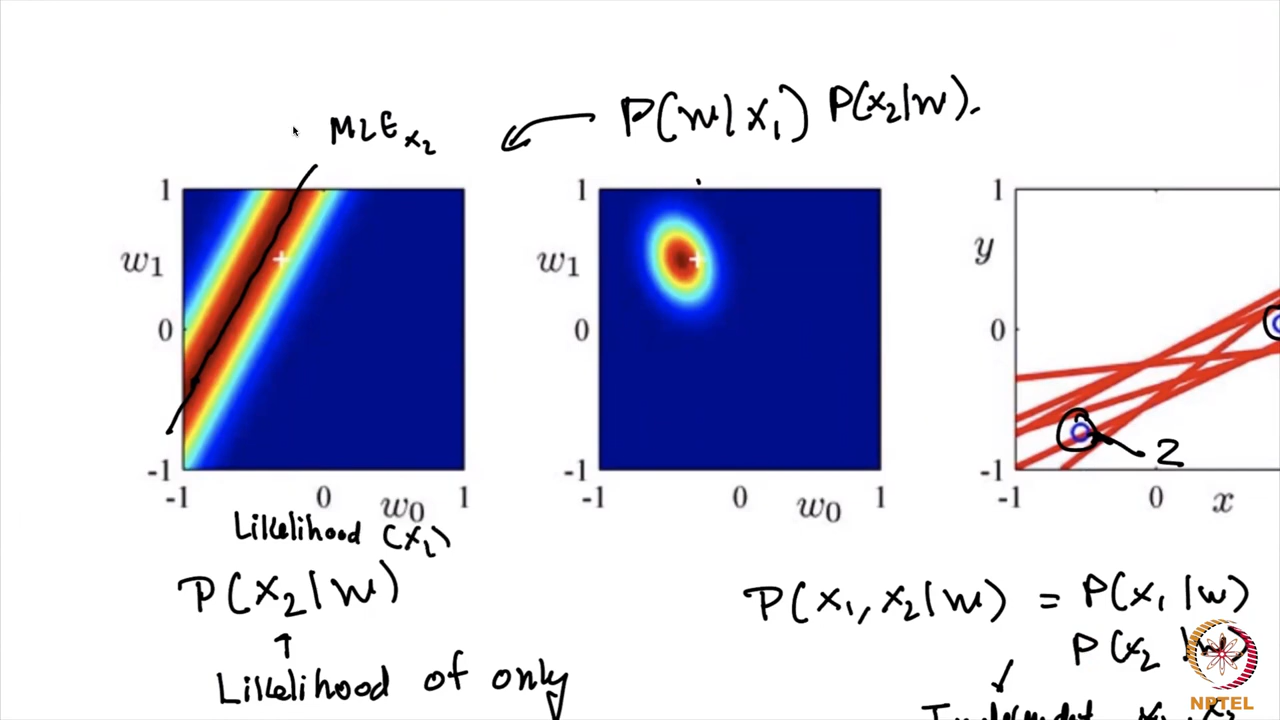 MLE x₂
P(w|x₁) P(x₂|w).
1
w₁
0
-1
-1 0 w₀ 1
1
w₁
0
-1
-1 0 w₀ 1
1
y
0
-1
2
-1 0 x
Likelihood (x₂)
P(x₂|w)
↑
Likelihood of only
P(x₁,x₂|w) = P(x₁|w)
P(x₂|w)
NPTEL